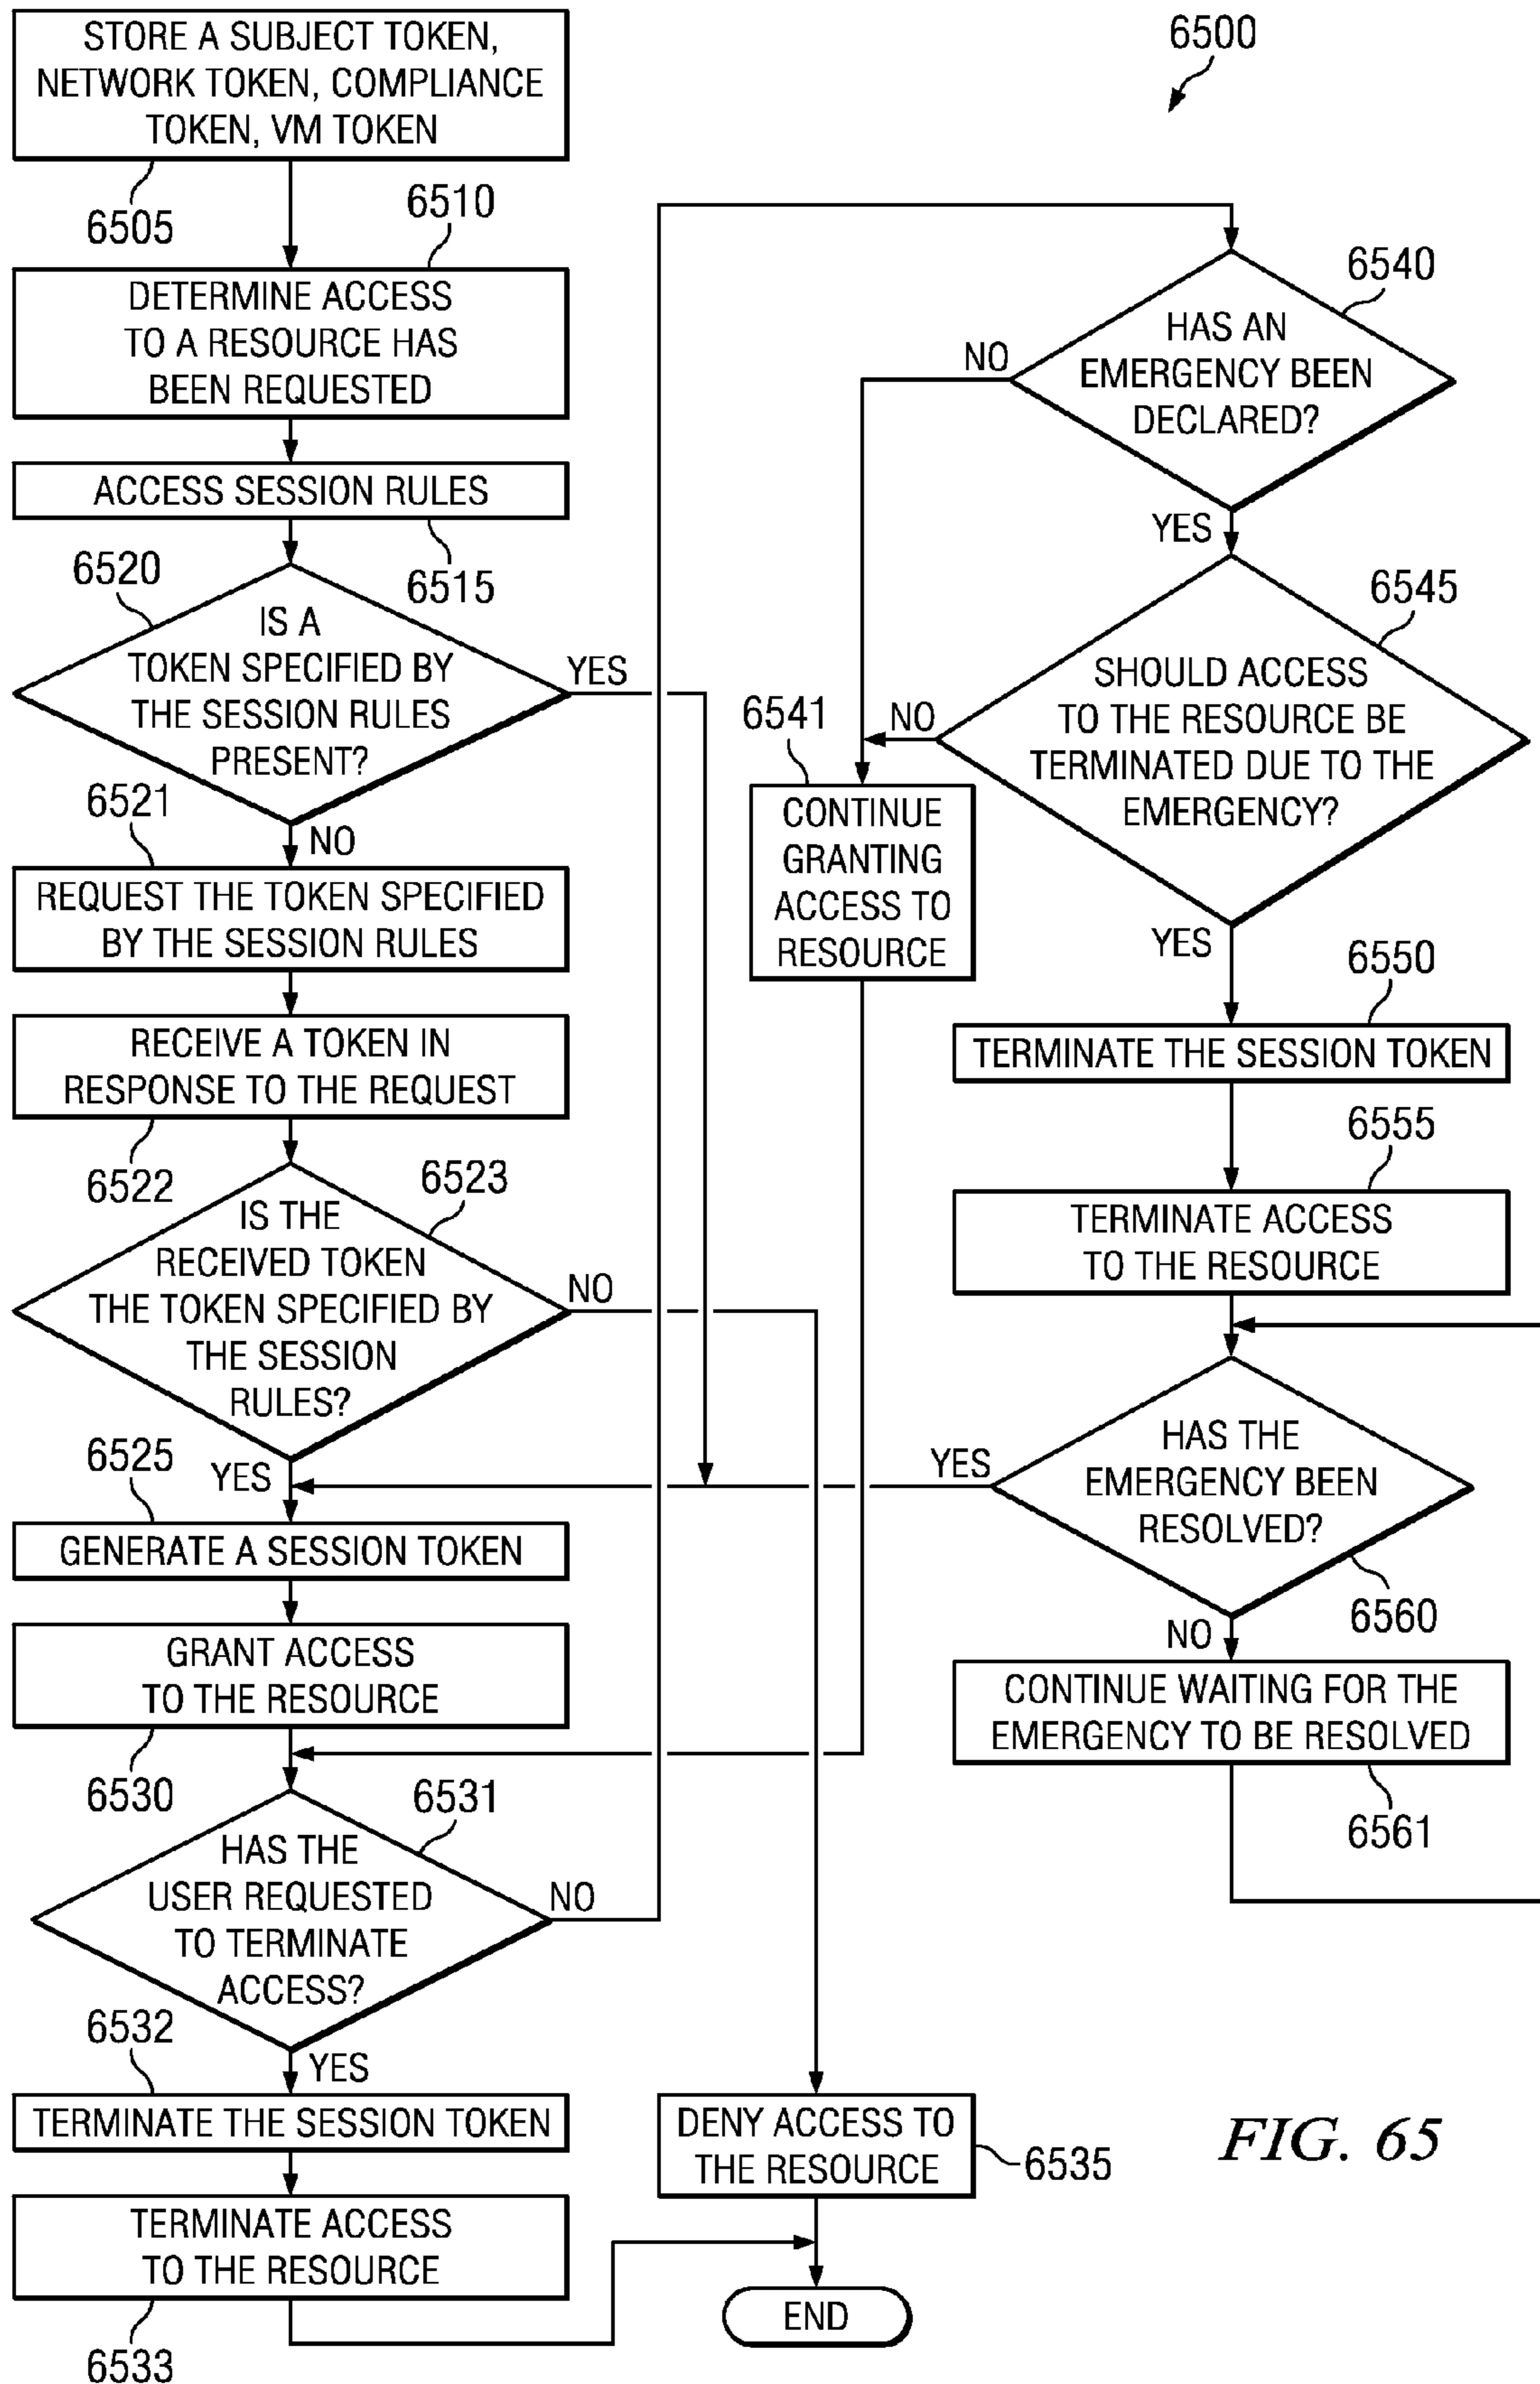 STORE A SUBJECT TOKEN,
NETWORK TOKEN, COMPLIANCE
TOKEN, VM TOKEN
6505
6510
DETERMINE ACCESS
TO A RESOURCE HAS
BEEN REQUESTED
ACCESS SESSION RULES
6515
6520
IS A
TOKEN SPECIFIED BY
THE SESSION RULES
PRESENT?
YES
NO
6521
REQUEST THE TOKEN SPECIFIED
BY THE SESSION RULES
RECEIVE A TOKEN IN
RESPONSE TO THE REQUEST
6522
6523
IS THE
RECEIVED TOKEN
THE TOKEN SPECIFIED BY
THE SESSION
RULES?
NO
YES
6525
GENERATE A SESSION TOKEN
GRANT ACCESS
TO THE RESOURCE
6530
6531
HAS THE
USER REQUESTED
TO TERMINATE
ACCESS?
NO
YES
6532
TERMINATE THE SESSION TOKEN
TERMINATE ACCESS
TO THE RESOURCE
6533
6500
6540
HAS AN
EMERGENCY BEEN
DECLARED?
NO
YES
6545
SHOULD ACCESS
TO THE RESOURCE BE
TERMINATED DUE TO THE
EMERGENCY?
NO
YES
6541
CONTINUE
GRANTING
ACCESS TO
RESOURCE
6550
TERMINATE THE SESSION TOKEN
6555
TERMINATE ACCESS
TO THE RESOURCE
HAS THE
EMERGENCY BEEN
RESOLVED?
YES
6560
NO
CONTINUE WAITING FOR THE
EMERGENCY TO BE RESOLVED
6561
DENY ACCESS TO
THE RESOURCE
6535
END
FIG. 65